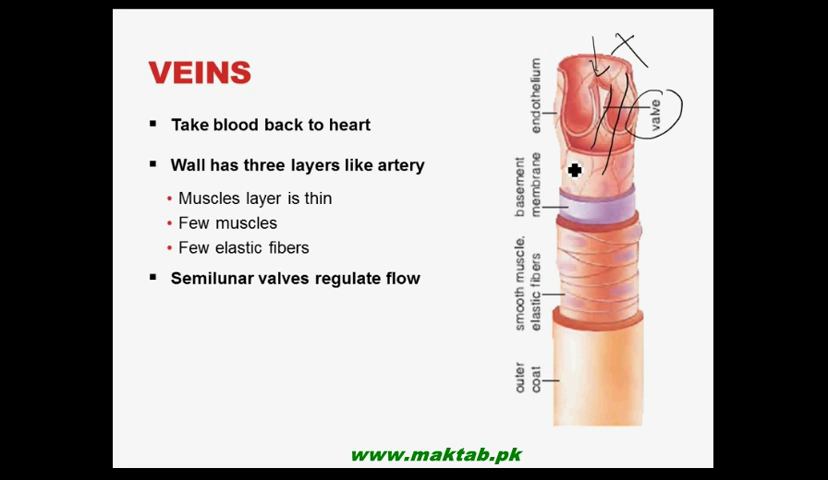 VEINS
▪ Take blood back to heart
▪ Wall has three layers like artery
• Muscles layer is thin
• Few muscles
• Few elastic fibers
▪ Semilunar valves regulate flow
endothelium
valve
basement
membrane
smooth muscle.
elastic fibers
outer
coat
www.maktab.pk